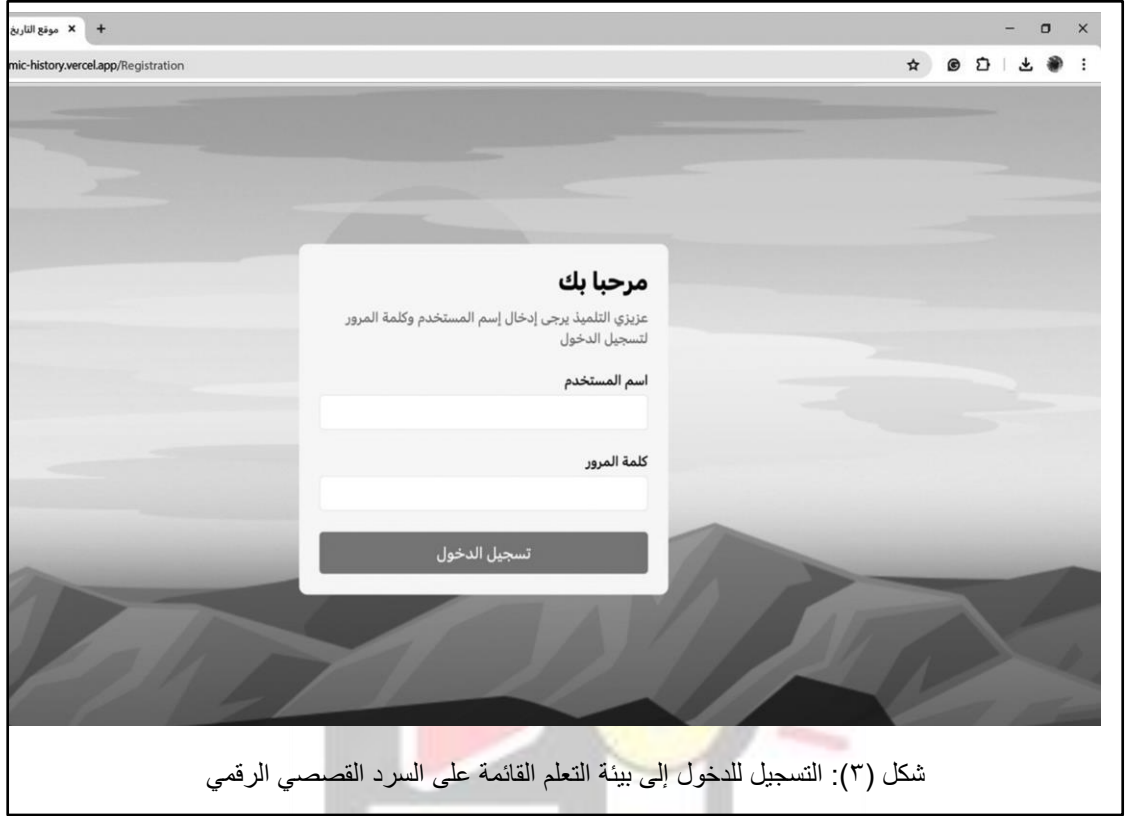 موقع التاريخ
mic-history.vercel.app/Registration
مرحبا بك
عزيزي التلميذ يرجى إدخال إسم المستخدم وكلمة المرور
لتسجيل الدخول
اسم المستخدم
كلمة المرور
تسجيل الدخول
شكل (٣): التسجيل للدخول إلى بيئة التعلم القائمة على السرد القصصي الرقمي